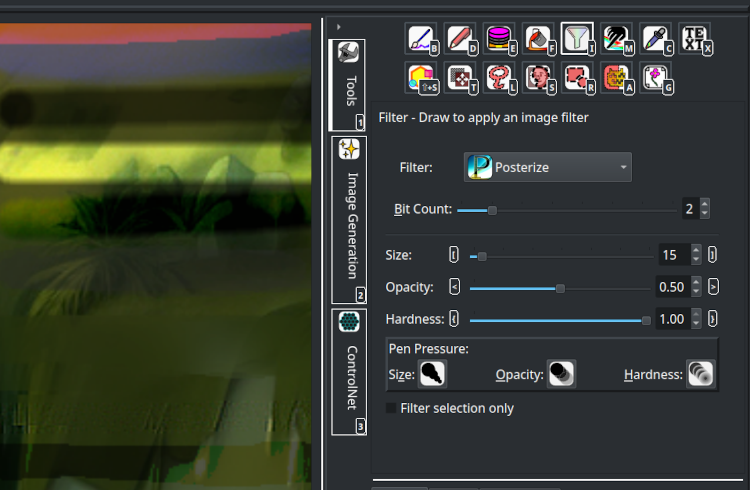 B D E F I M C TEXT X
⇧+S T L S R A G
Tools
1
Image Generation
2
ControlNet
3
Filter - Draw to apply an image filter
Filter: P Posterize
Bit Count: 2
Size: [ 15 ]
Opacity: < 0.50 >
Hardness: { 1.00 }
Pen Pressure:
Size: Opacity: Hardness:
Filter selection only